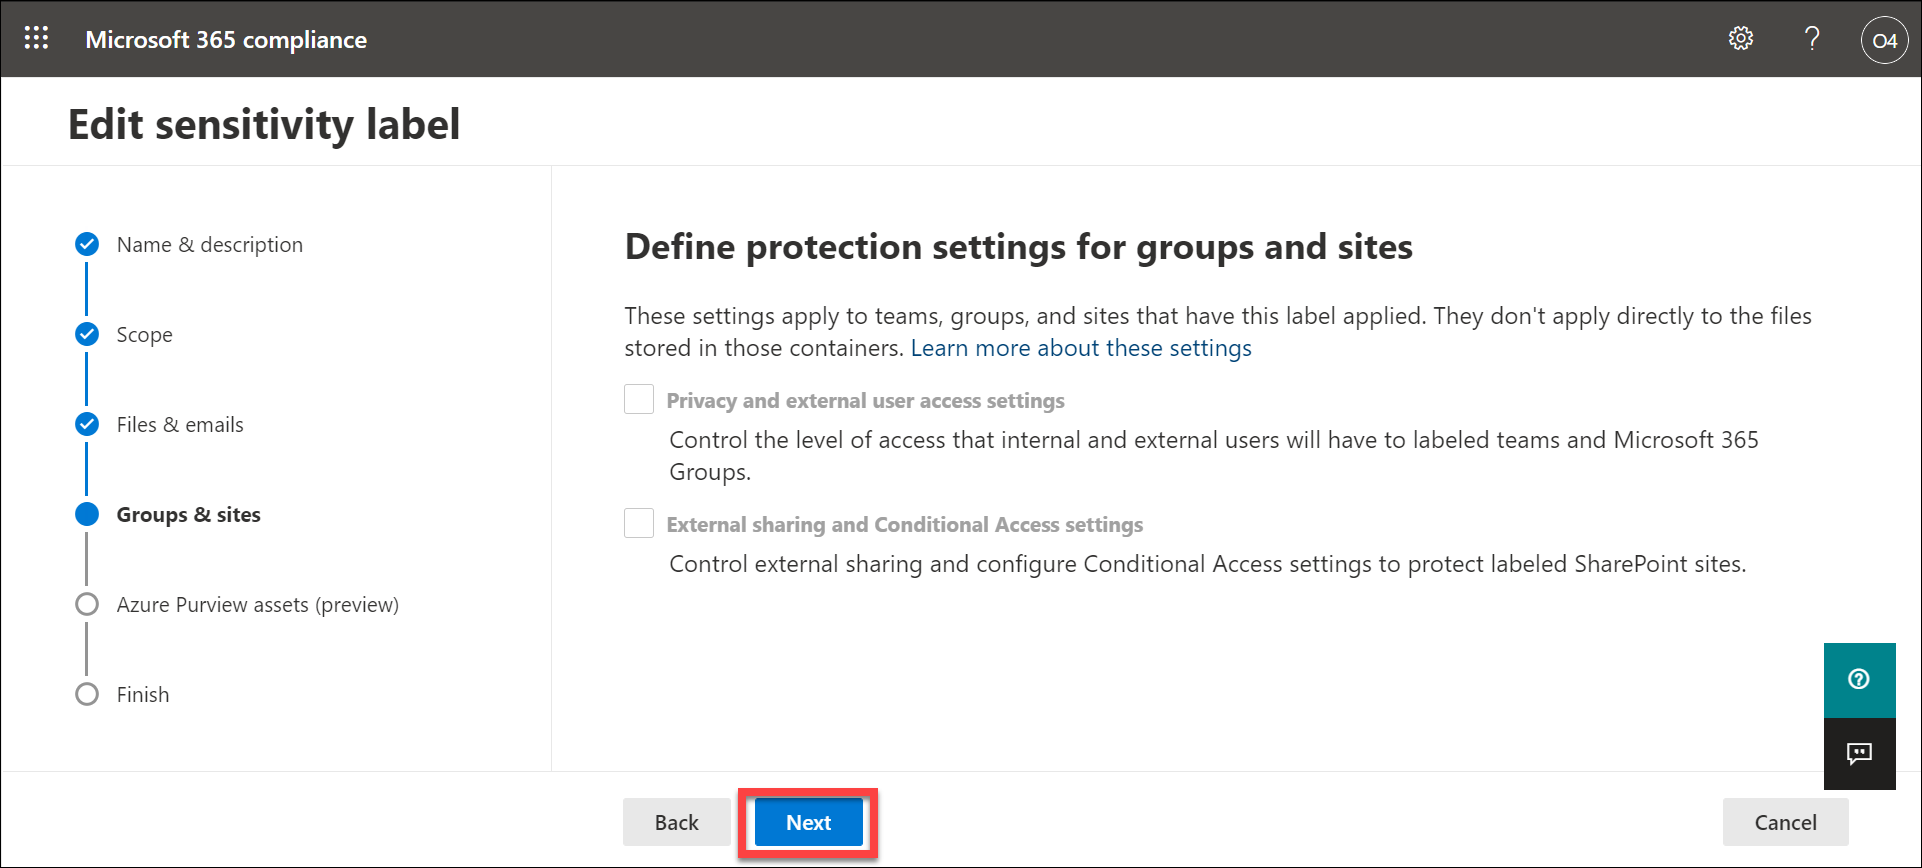 Microsoft 365 compliance
O4
Edit sensitivity label
Name & description
Scope
Files & emails
Groups & sites
Azure Purview assets (preview)
Finish
Define protection settings for groups and sites
These settings apply to teams, groups, and sites that have this label applied. They don't apply directly to the files
stored in those containers. Learn more about these settings
Privacy and external user access settings
Control the level of access that internal and external users will have to labeled teams and Microsoft 365
Groups.
External sharing and Conditional Access settings
Control external sharing and configure Conditional Access settings to protect labeled SharePoint sites.
Back
Next
Cancel